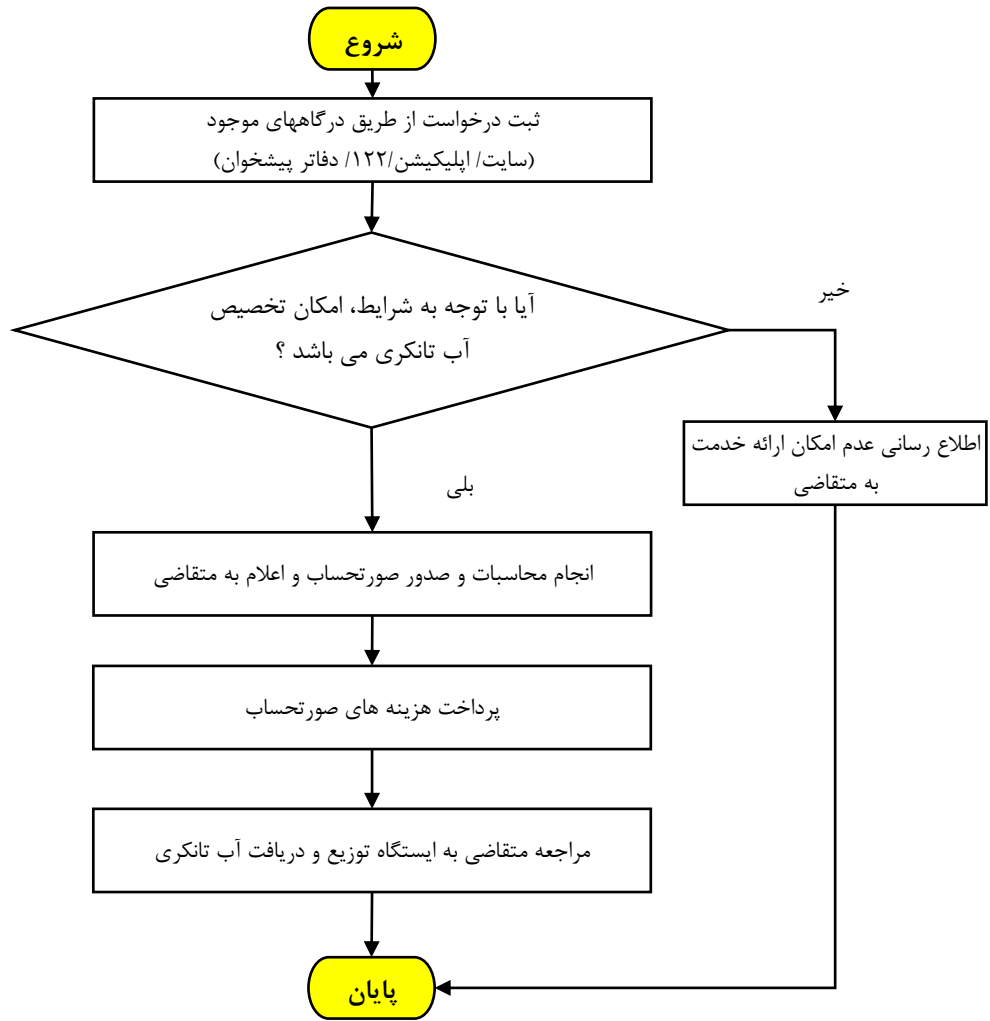 شروع
ثبت درخواست از طریق درگاههای موجود
(سایت/ اپلیکیشن/۱۲۲/ دفاتر پیشخوان)
آیا با توجه به شرایط، امکان تخصیص
آب تانکری می باشد ؟
خیر
اطلاع رسانی عدم امکان ارائه خدمت
به متقاضی
بلی
انجام محاسبات و صدور صورتحساب و اعلام به متقاضی
پرداخت هزینه های صورتحساب
مراجعه متقاضی به ایستگاه توزیع و دریافت آب تانکری
پایان